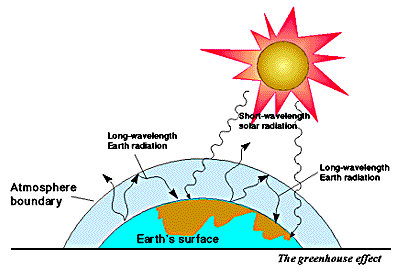 Short-wavelength
solar radiation
Long-wavelength
Earth radiation
Long-wavelength
Earth radiation
Atmosphere
boundary
Earth's surface
The greenhouse effect